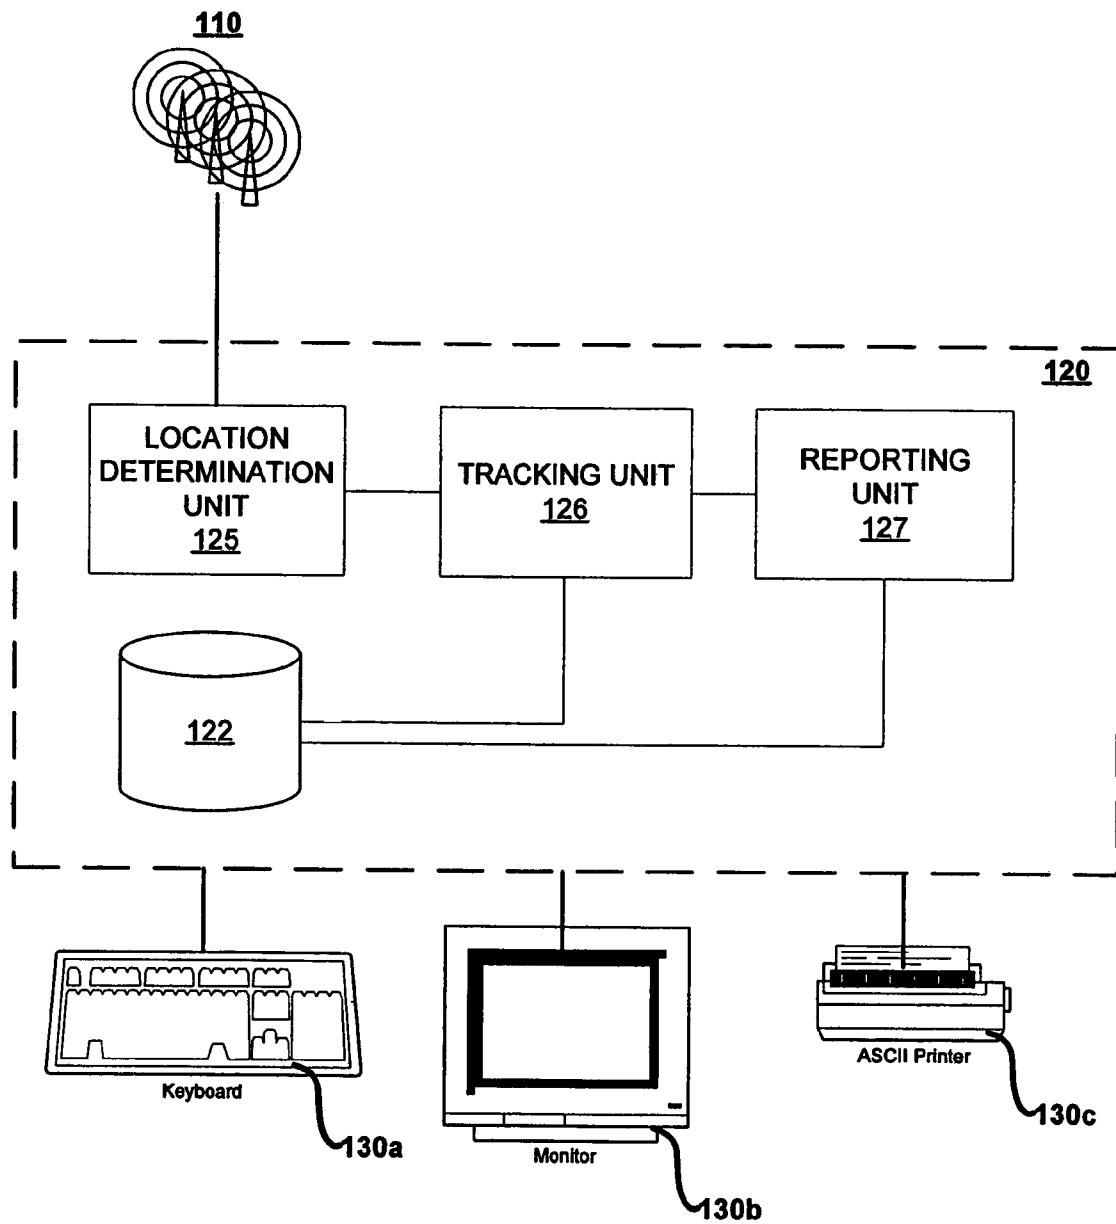 110
120
LOCATION
DETERMINATION
UNIT
125
TRACKING UNIT
126
REPORTING
UNIT
127
122
Keyboard
130a
Monitor
130b
ASCII Printer
130c